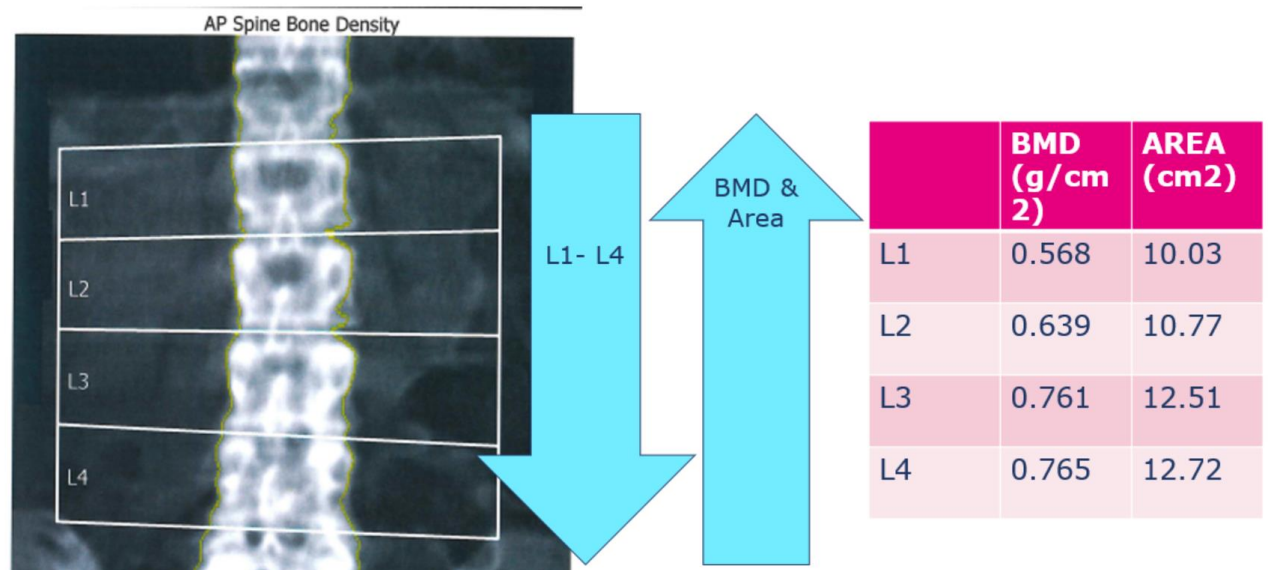 AP Spine Bone Density
L1
L2
L3
L4
L1- L4
BMD &
Area
BMD
(g/cm
2)
AREA
(cm2)
L1 0.568 10.03
L2 0.639 10.77
L3 0.761 12.51
L4 0.765 12.72